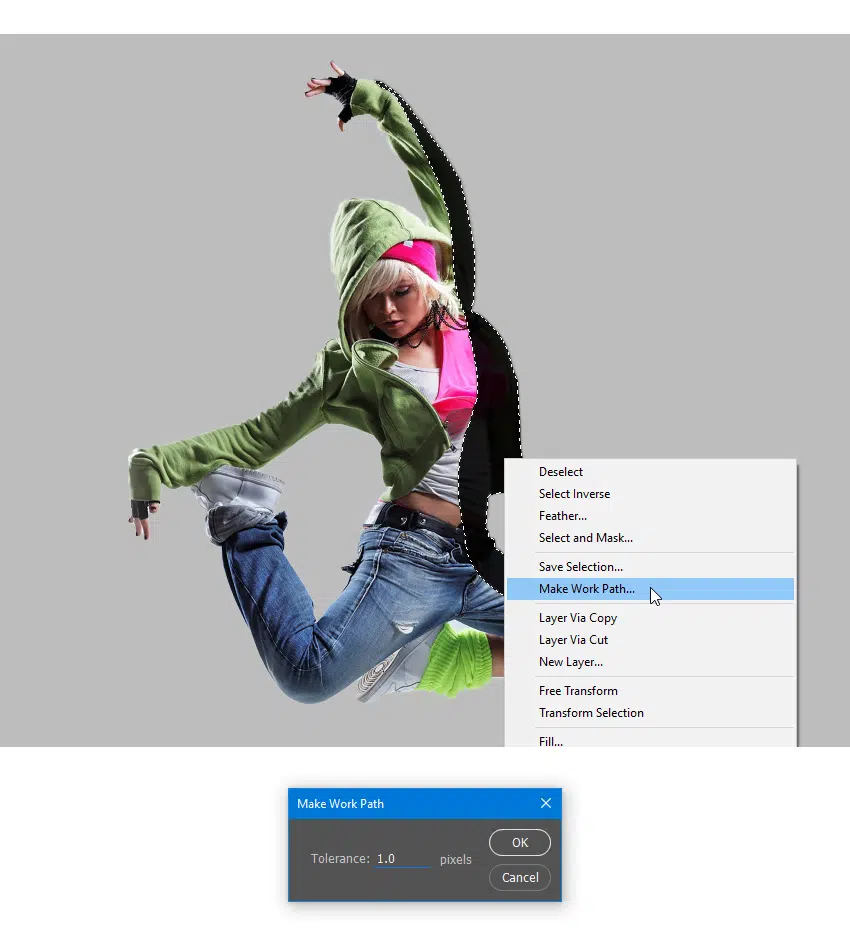 Deselect
Select Inverse
Feather...
Select and Mask...
Save Selection...
Make Work Path...
Layer Via Copy
Layer Via Cut
New Layer...
Free Transform
Transform Selection
Fill...
Make Work Path
Tolerance: 1.0 pixels
OK
Cancel